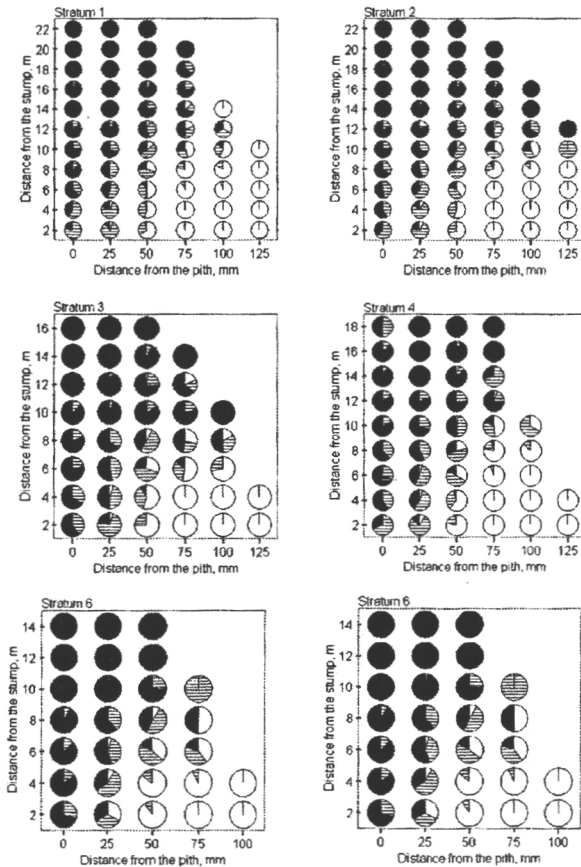 Stratum 1
Distance from the stump, m
22
20
18
16
14
12
10
8
6
4
2
0 25 50 75 100 125
Distance from the pith, mm
Stratum 2
Distance from the stump, m
22
20
18
16
14
12
10
8
6
4
2
0 25 50 75 100 125
Distance from the pith, mm
Stratum 3
Distance from the stump, m
16
14
12
10
8
6
4
2
0 25 50 75 100 125
Distance from the pith, mm
Stratum 4
Distance from the stump, m
18
16
14
12
10
8
6
4
2
0 25 50 75 100 125
Distance from the pith, mm
Stratum 6
Distance from the stump, m
14
12
10
8
6
4
2
0 25 50 75 100
Distance from the pith, mm
Stratum 6
Distance from the stump, m
14
12
10
8
6
4
2
0 25 50 75 100
Distance from the pith, mm